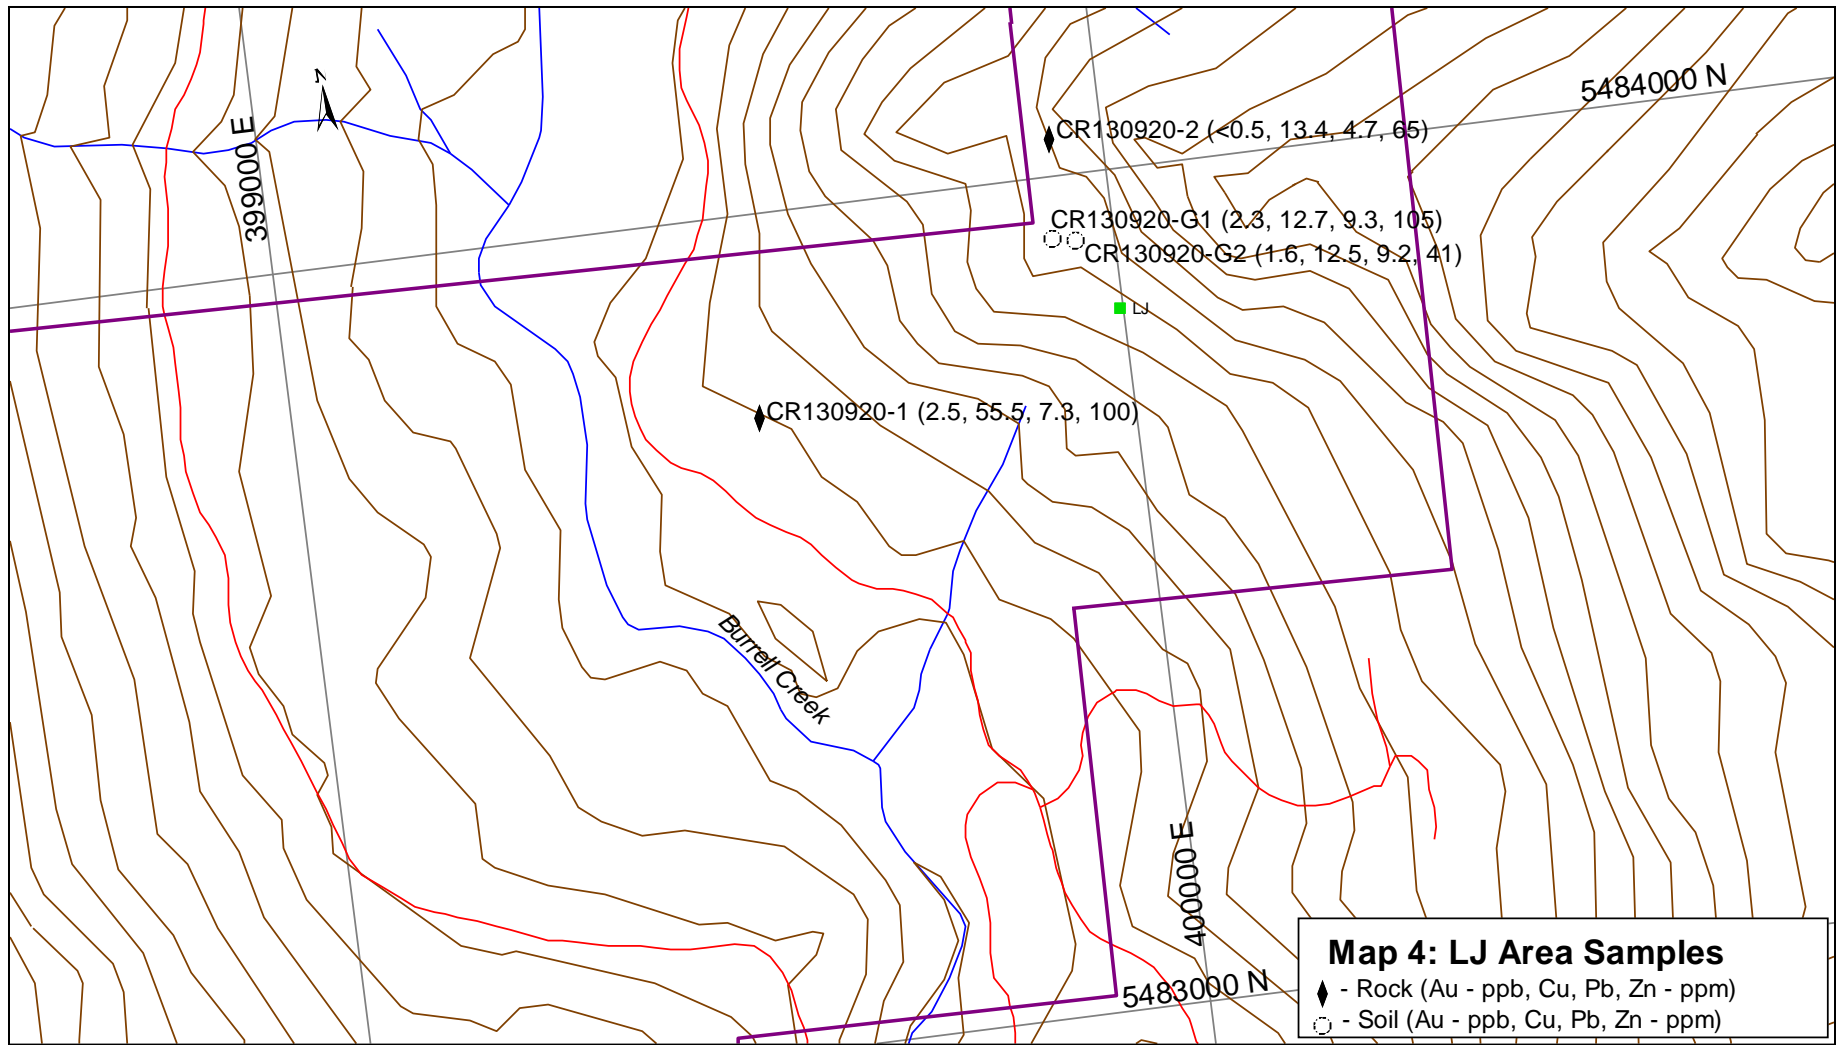 N
5484000 N
399000 E
CR130920-2 (<0.5, 13.4, 4.7, 65)
CR130920-G1 (2.3, 12.7, 9.3, 105)
CR130920-G2 (1.6, 12.5, 9.2, 41)
LJ
CR130920-1 (2.5, 55.5, 7.3, 100)
Burrell Creek
400000 E
5483000 N
Map 4: LJ Area Samples
- Rock (Au - ppb, Cu, Pb, Zn - ppm)
- Soil (Au - ppb, Cu, Pb, Zn - ppm)